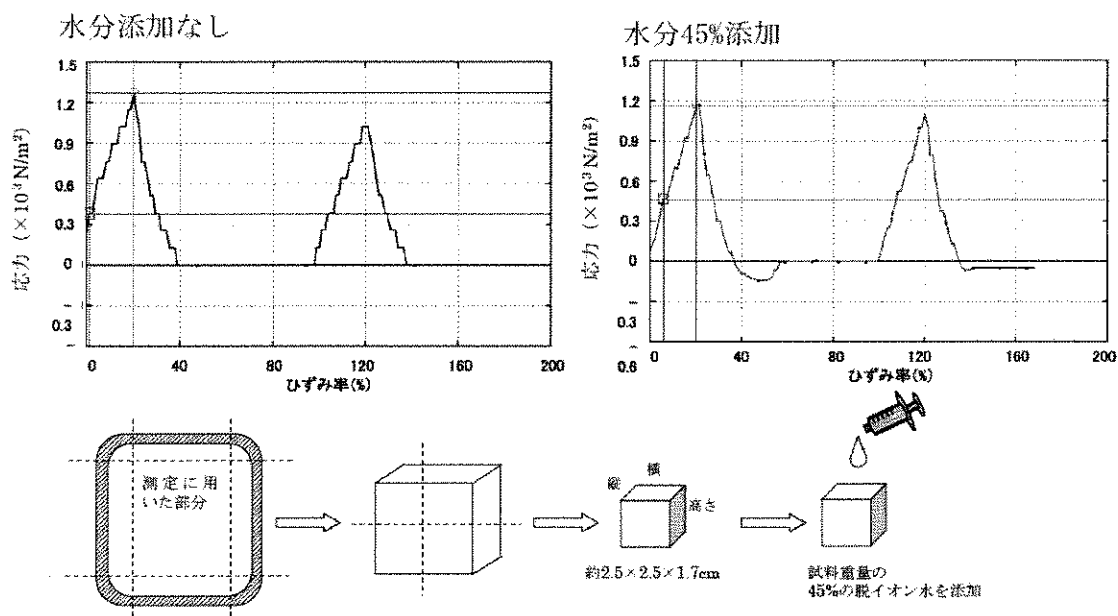 水分添加なし
水分45%添加
応力 (×10³N/m²)
1.5
1.2
0.9
0.6
0.3
0
0.3
0
40
80
120
160
200
ひずみ率(%)
応力 (×10³N/m²)
1.5
1.2
0.9
0.6
0.3
0
0.3
0.6
0
40
80
120
160
200
ひずみ率(%)
測定に用
いた部分
縦
横
高さ
約2.5×2.5×1.7cm
試料重量の
45%の脱イオン水を添加